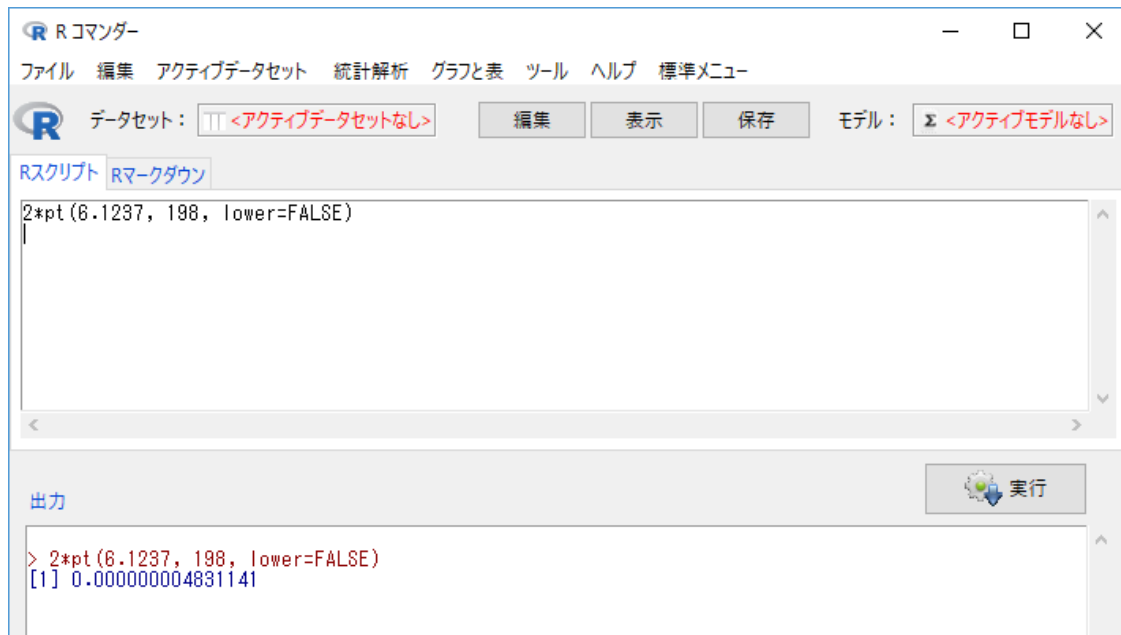 R コマンダー
ファイル 編集 アクティブデータセット 統計解析 グラフと表 ツール ヘルプ 標準メニュー
R データセット： <アクティブデータセットなし> 編集 表示 保存 モデル： Σ <アクティブモデルなし>
Rスクリプト Rマークダウン
2*pt(6.1237, 198, lower=FALSE)
実行
出力
> 2*pt(6.1237, 198, lower=FALSE)
[1] 0.000000004831141